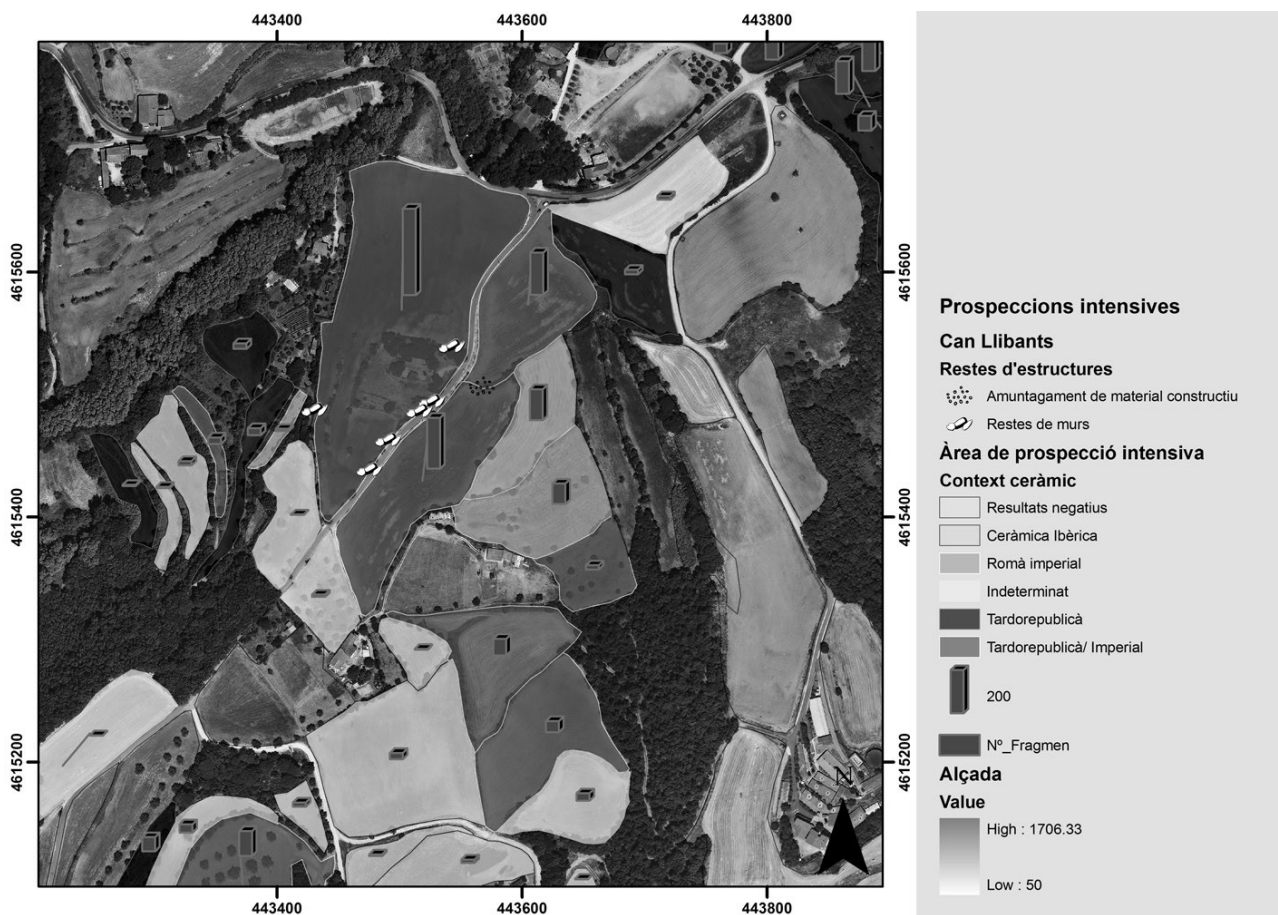 443400 443600 443800
4615600 4615600
4615400 4615400
4615200 4615200
N
443400 443600 443800
Prospeccions intensives
Can Llibants
Restes d'estructures
Amuntagament de material constructiu
Restes de murs
Àrea de prospecció intensiva
Context ceràmic
Resultats negatius
Ceràmica Ibèrica
Romà imperial
Indeterminat
Tardorepublicà
Tardorepublicà/ Imperial
200
Nº_Fragmen
Alçada
Value
High : 1706.33
Low : 50